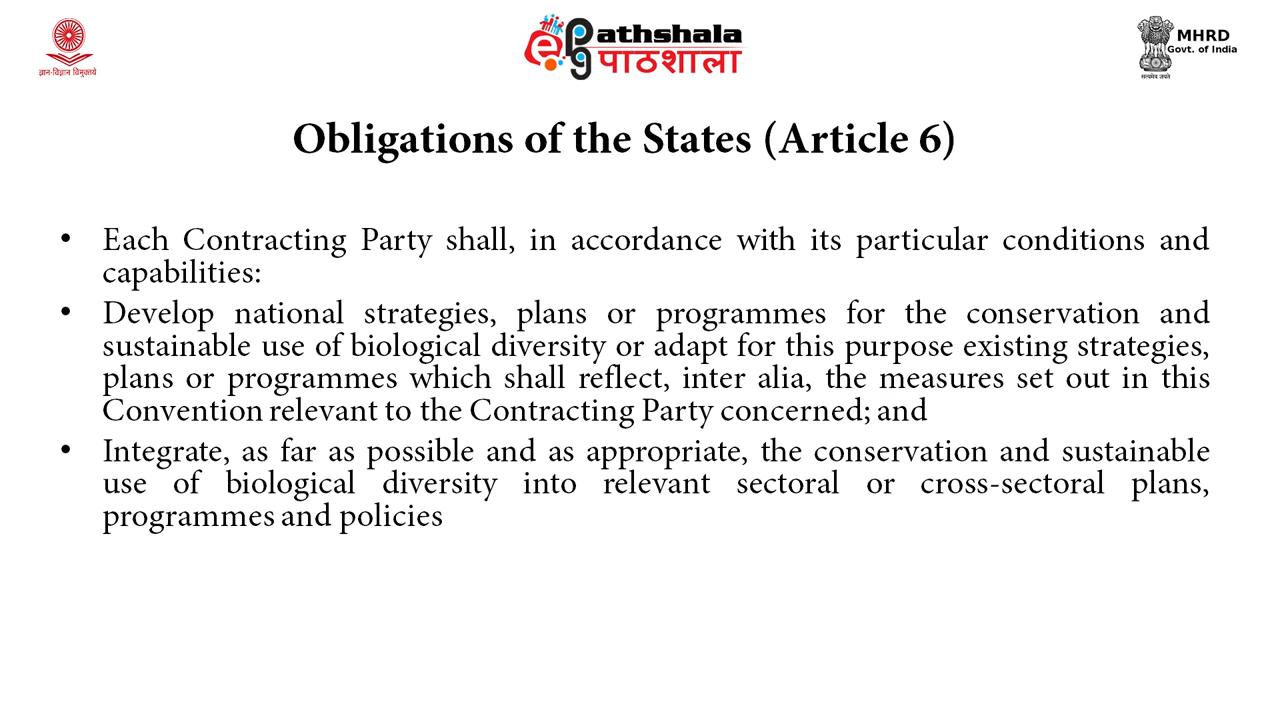 ज्ञान-विज्ञान विमुक्तये
e Pathshala
पाठशाला
MHRD
Govt. of India
सत्यमेव जयते
Obligations of the States (Article 6)
• Each Contracting Party shall, in accordance with its particular conditions and
capabilities:
• Develop national strategies, plans or programmes for the conservation and
sustainable use of biological diversity or adapt for this purpose existing strategies,
plans or programmes which shall reflect, inter alia, the measures set out in this
Convention relevant to the Contracting Party concerned; and
• Integrate, as far as possible and as appropriate, the conservation and sustainable
use of biological diversity into relevant sectoral or cross-sectoral plans,
programmes and policies